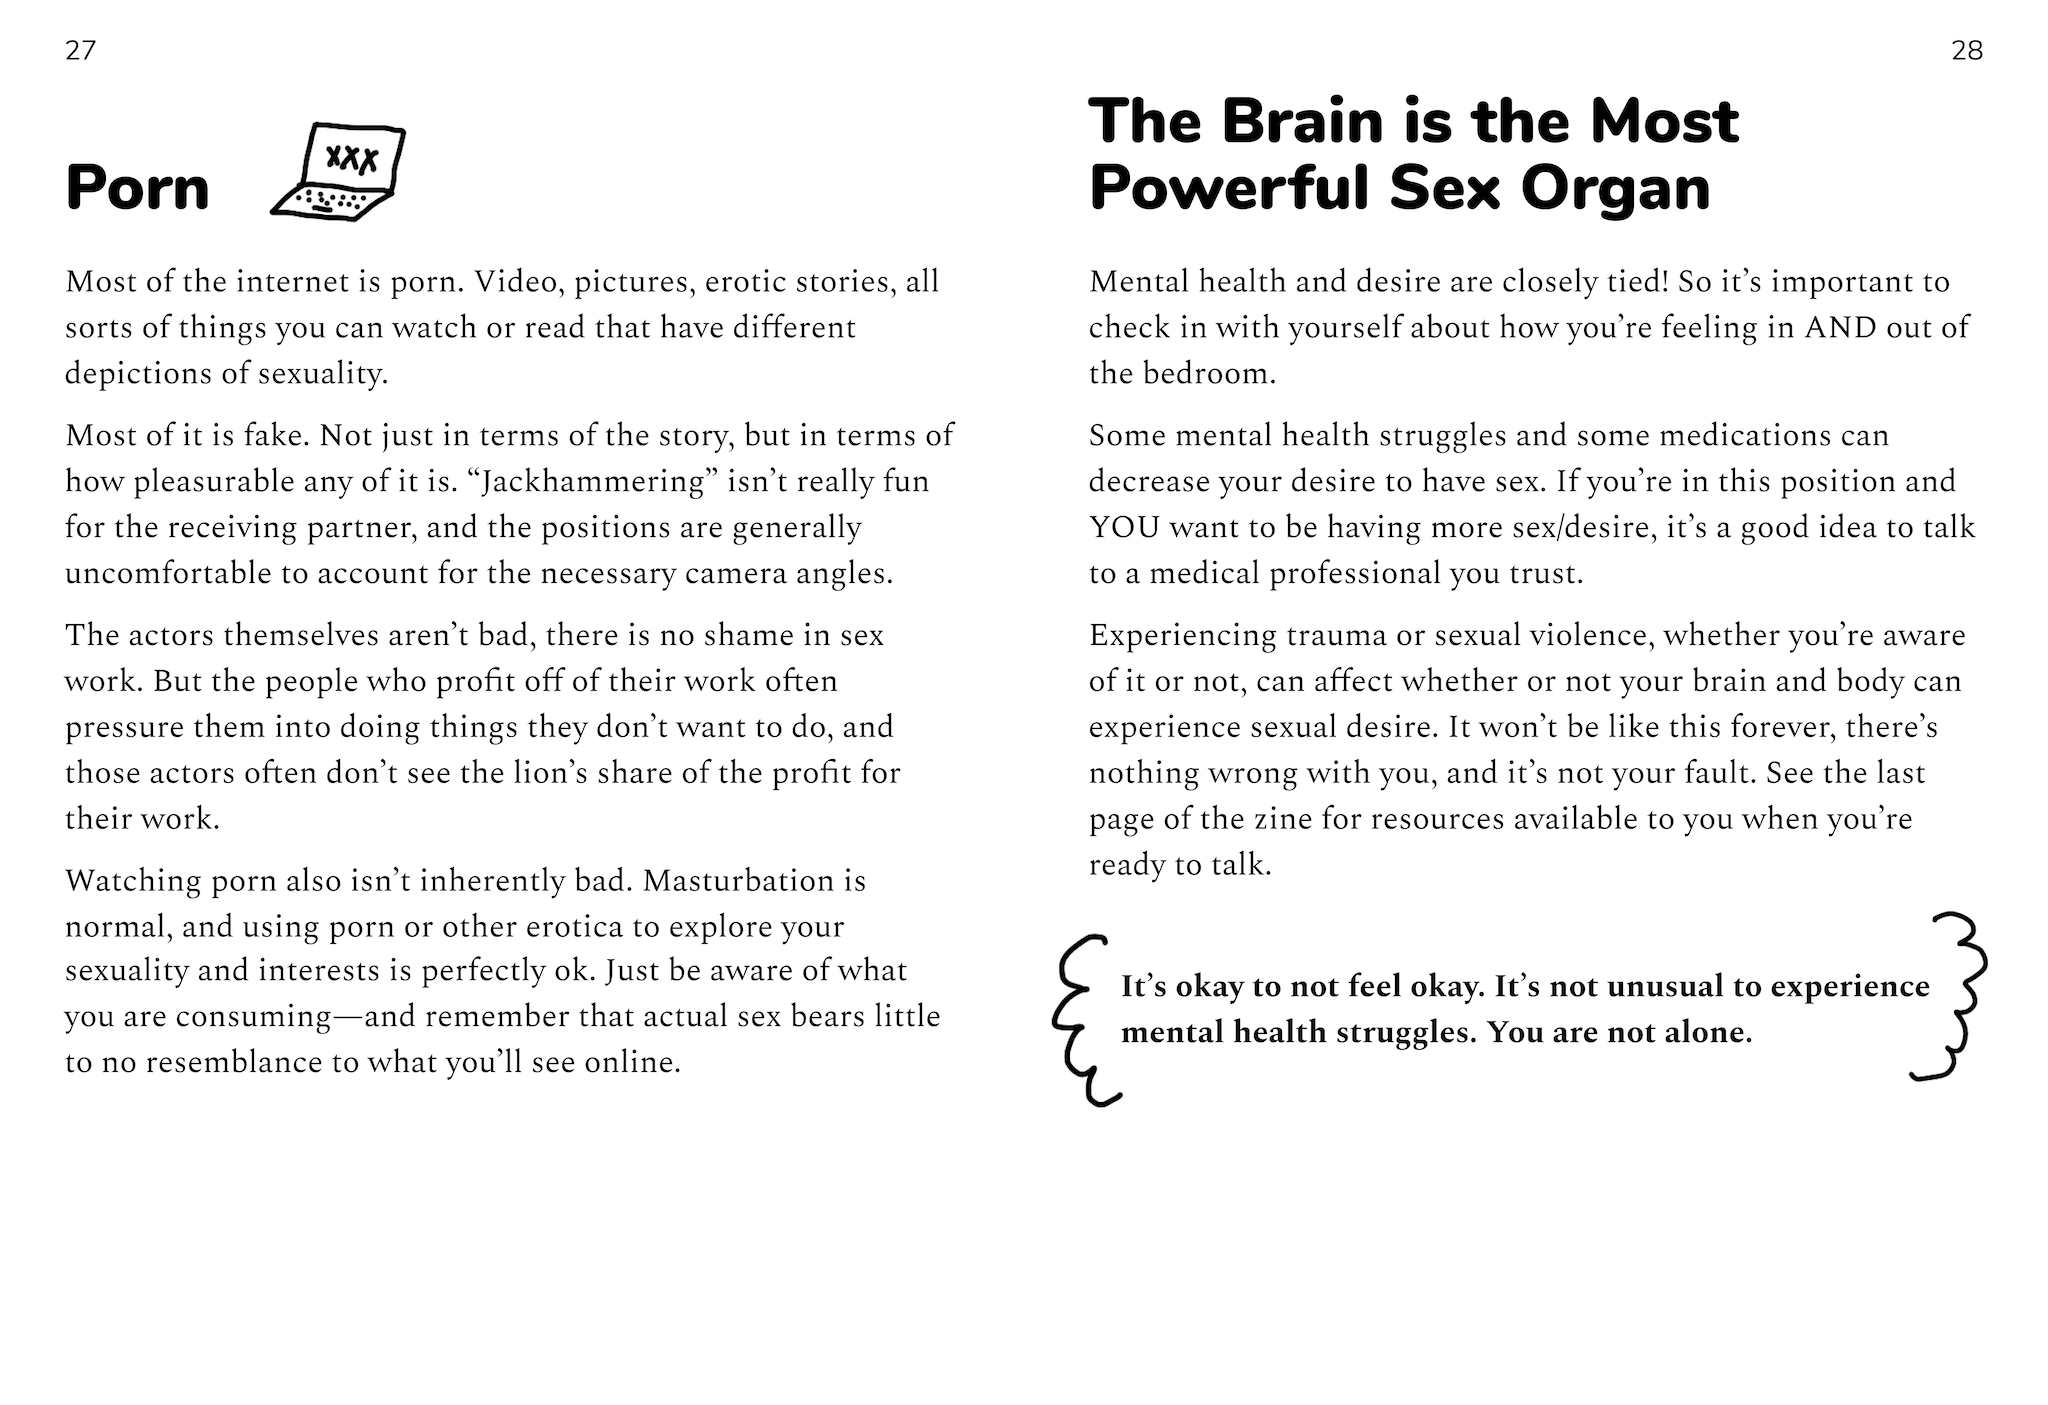 27
Porn
XXX
Most of the internet is porn. Video, pictures, erotic stories, all
sorts of things you can watch or read that have different
depictions of sexuality.
Most of it is fake. Not just in terms of the story, but in terms of
how pleasurable any of it is. “Jackhammering” isn’t really fun
for the receiving partner, and the positions are generally
uncomfortable to account for the necessary camera angles.
The actors themselves aren’t bad, there is no shame in sex
work. But the people who profit off of their work often
pressure them into doing things they don’t want to do, and
those actors often don’t see the lion’s share of the profit for
their work.
Watching porn also isn’t inherently bad. Masturbation is
normal, and using porn or other erotica to explore your
sexuality and interests is perfectly ok. Just be aware of what
you are consuming—and remember that actual sex bears little
to no resemblance to what you’ll see online.
28
The Brain is the Most
Powerful Sex Organ
Mental health and desire are closely tied! So it’s important to
check in with yourself about how you’re feeling in AND out of
the bedroom.
Some mental health struggles and some medications can
decrease your desire to have sex. If you’re in this position and
YOU want to be having more sex/desire, it’s a good idea to talk
to a medical professional you trust.
Experiencing trauma or sexual violence, whether you’re aware
of it or not, can affect whether or not your brain and body can
experience sexual desire. It won’t be like this forever, there’s
nothing wrong with you, and it’s not your fault. See the last
page of the zine for resources available to you when you’re
ready to talk.
It’s okay to not feel okay. It’s not unusual to experience
mental health struggles. You are not alone.